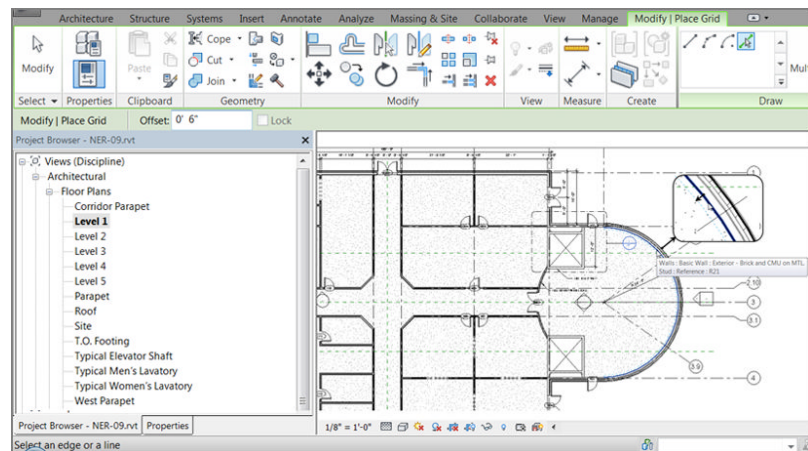 Architecture Structure Systems Insert Annotate Analyze Massing & Site Collaborate View Manage Modify | Place Grid
Modify Paste Cope Cut Join Mul
Select Properties Clipboard Geometry Modify View Measure Create Draw
Modify | Place Grid Offset: 0' 6" Lock
Project Browser - NER-09.rvt
Views (Discipline)
Architectural
Floor Plans
Corridor Parapet
Level 1
Level 2
Level 3
Level 4
Level 5
Parapet
Roof
Site
T.O. Footing
Typical Elevator Shaft
Typical Men's Lavatory
Typical Women's Lavatory
West Parapet
1
Walls : Basic Wall : Exterior - Brick and CMU on MTL.
Stud : Reference : R21
2.10
3
3.1
3.9
4
Project Browser - NER-09.rvt Properties
1/8" = 1'-0"
Select an edge or a line